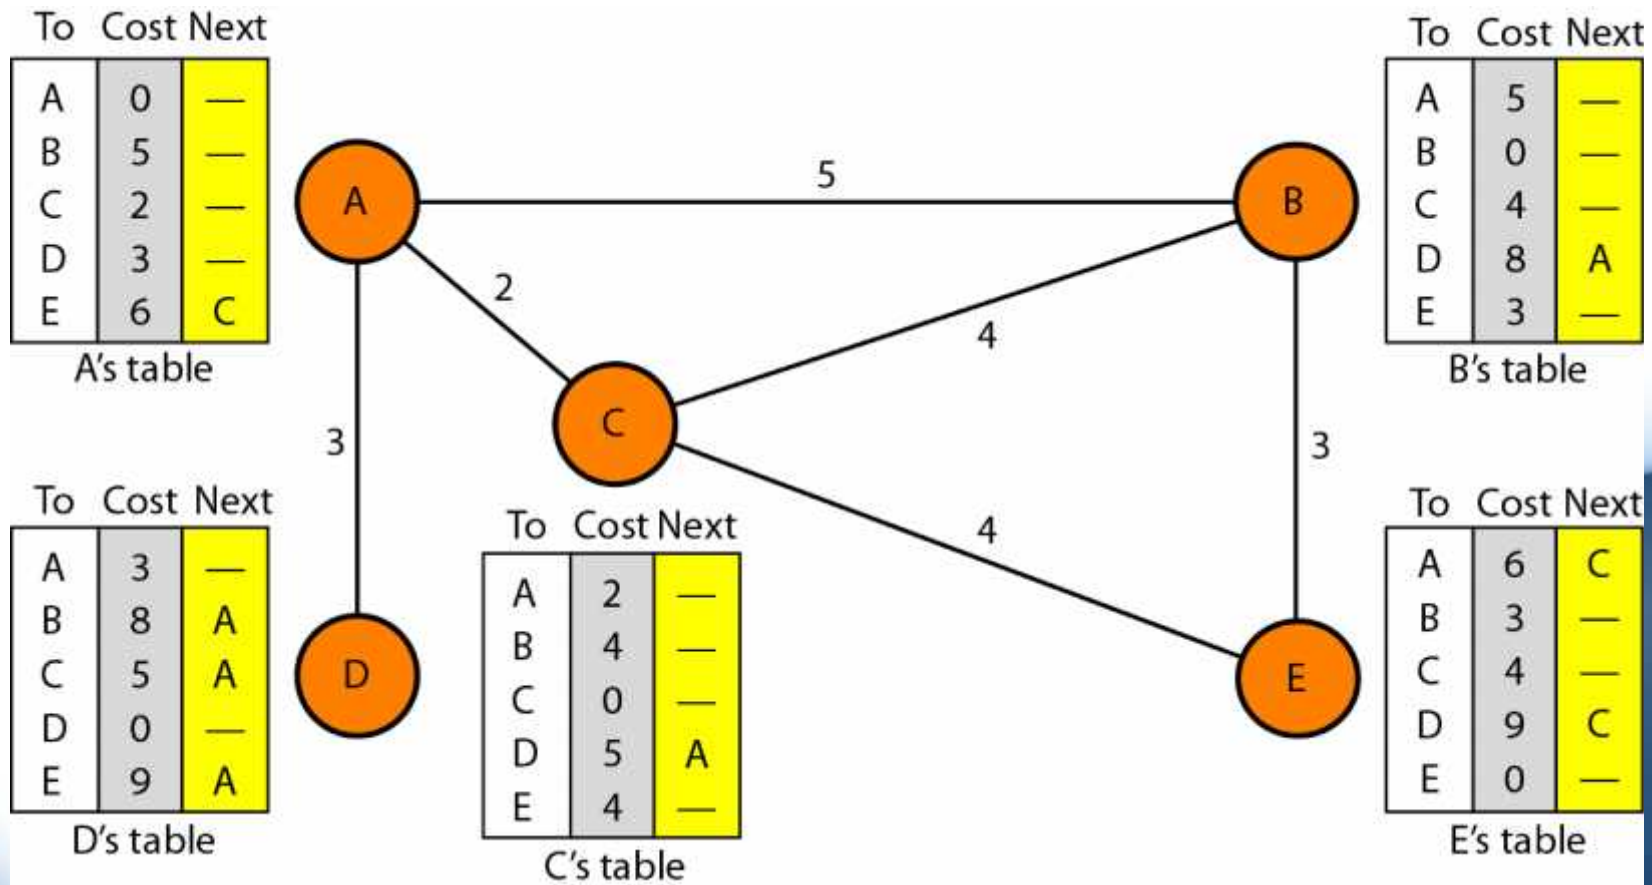 To Cost Next
A 0 —
B 5 —
C 2 —
D 3 —
E 6 C
A's table
To Cost Next
A 5 —
B 0 —
C 4 —
D 8 A
E 3 —
B's table
A
5
B
2
4
C
3
3
4
D
E
To Cost Next
A 3 —
B 8 A
C 5 A
D 0 —
E 9 A
D's table
To Cost Next
A 2 —
B 4 —
C 0 —
D 5 A
E 4 —
C's table
To Cost Next
A 6 C
B 3 —
C 4 —
D 9 C
E 0 —
E's table